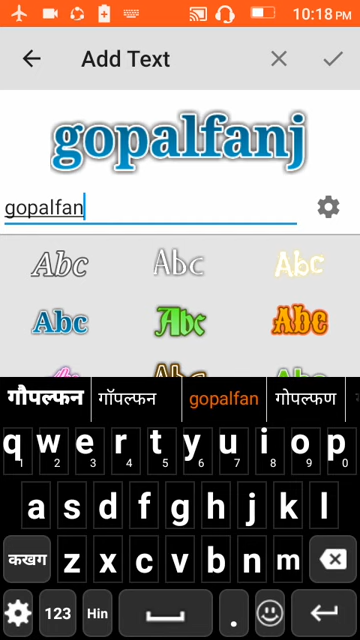 10:18 PM
Add Text
gopalfanj
gopalfan
Abc Abc Abc
Abc Abc Abc
गौपल्फन गॉपल्फन gopalfan गोपल्फण
q w e r t y u i o p
1 2 3 4 5 6 7 8 9 0
a s d f g h j k l
कखग z x c v b n m
123 Hin .